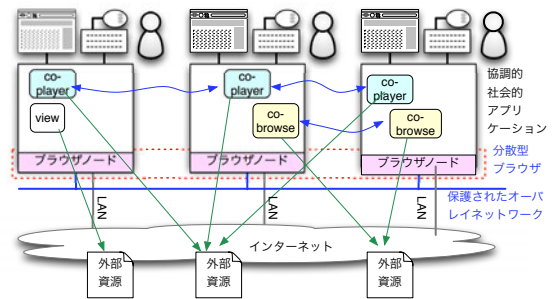 co-
player
view
ブラウザノード
co-
player
co-
browse
ブラウザノード
co-
player
co-
browse
ブラウザノード
協調的
社会的
アプリ
ケーション
分散型
ブラウザ
保護されたオーバ
レイネットワーク
LAN
LAN
LAN
インターネット
外部
資源
外部
資源
外部
資源